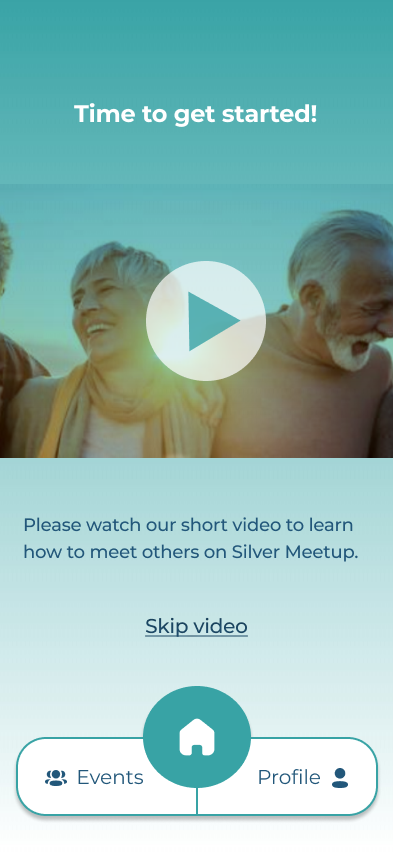 Time to get started!
Please watch our short video to learn
how to meet others on Silver Meetup.
Skip video
Events
Profile